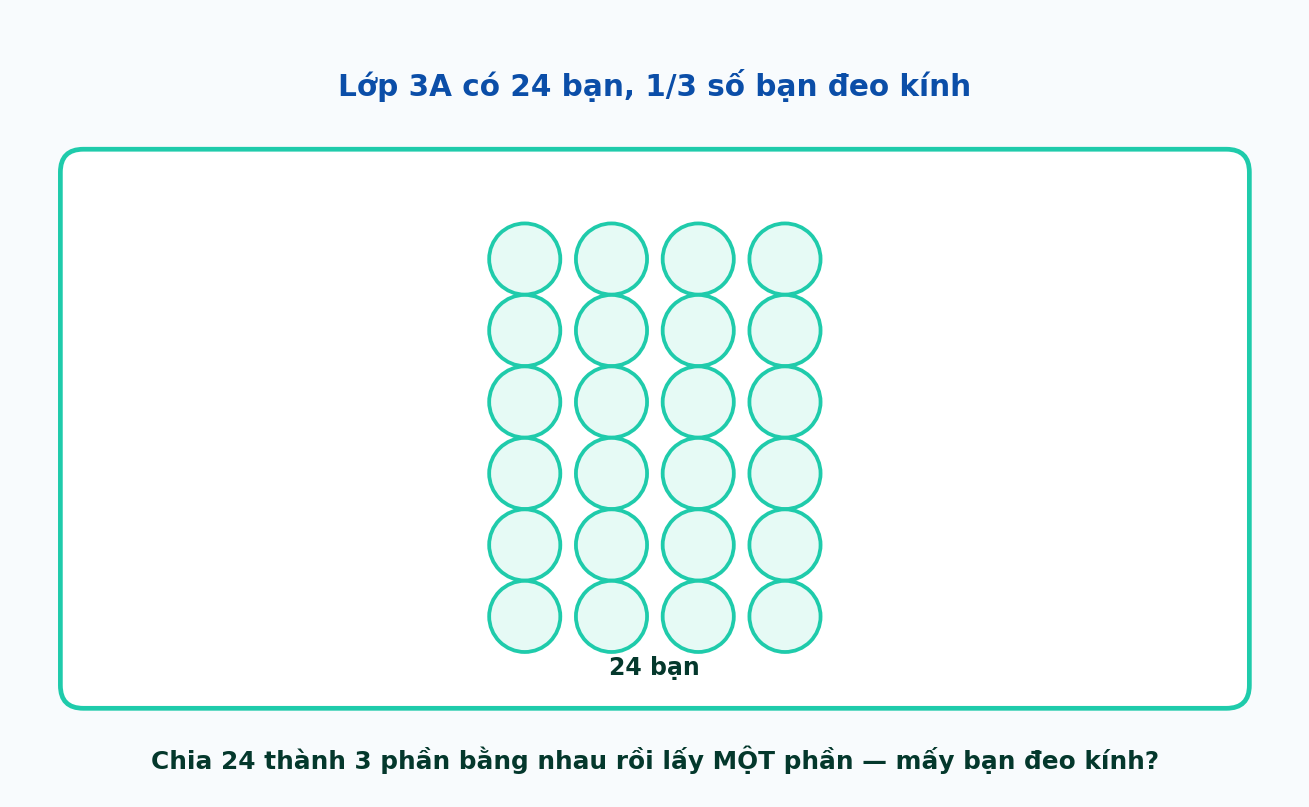 Lớp 3A có 24 bạn, 1/3 số bạn đeo kính
24 bạn
Chia 24 thành 3 phần bằng nhau rồi lấy MỘT phần — mấy bạn đeo kính?